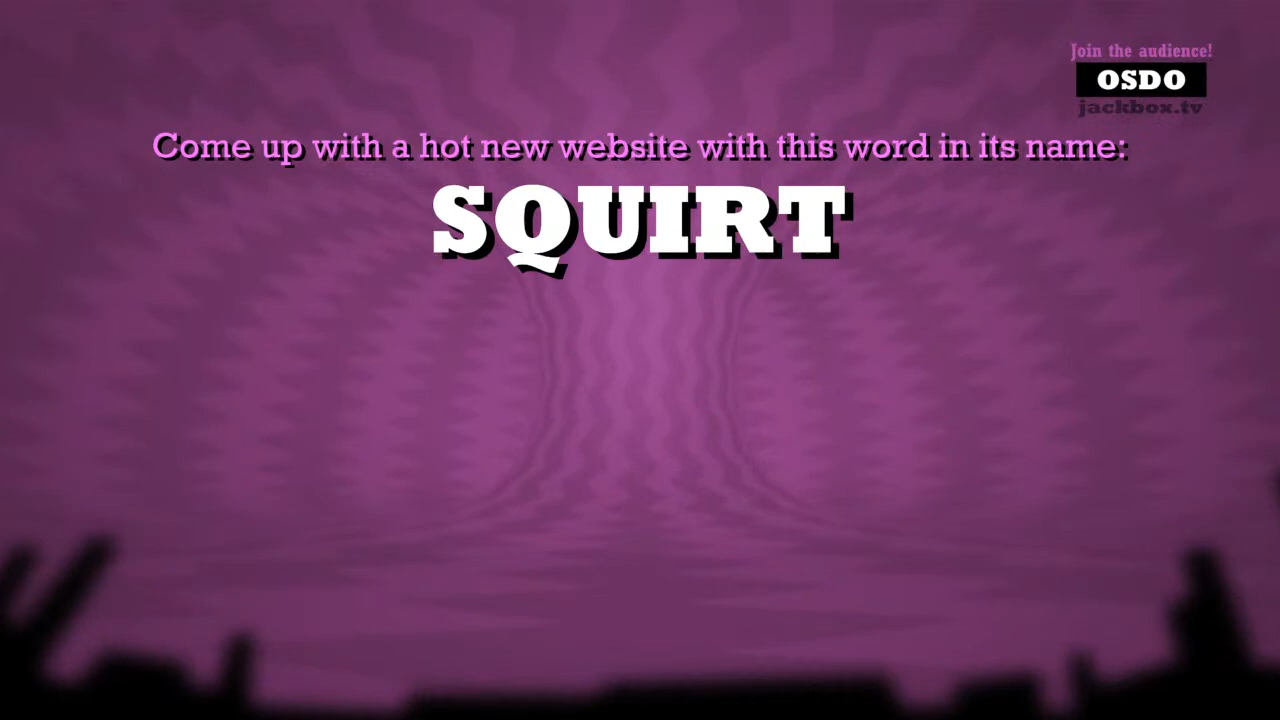 Join the audience!
OSDO
jackbox.tv
Come up with a hot new website with this word in its name:
SQUIRT